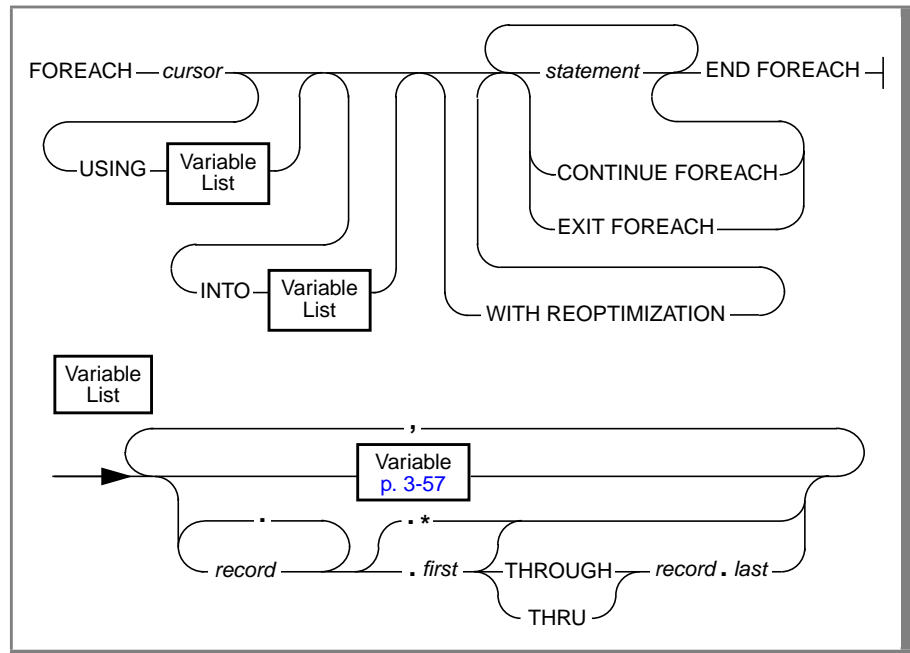 FOREACH cursor statement END FOREACH
USING Variable List
CONTINUE FOREACH
EXIT FOREACH
INTO Variable List
WITH REOPTIMIZATION
Variable
List
,
Variable
p. 3-57
. .*
record . first THROUGH record . last
THRU